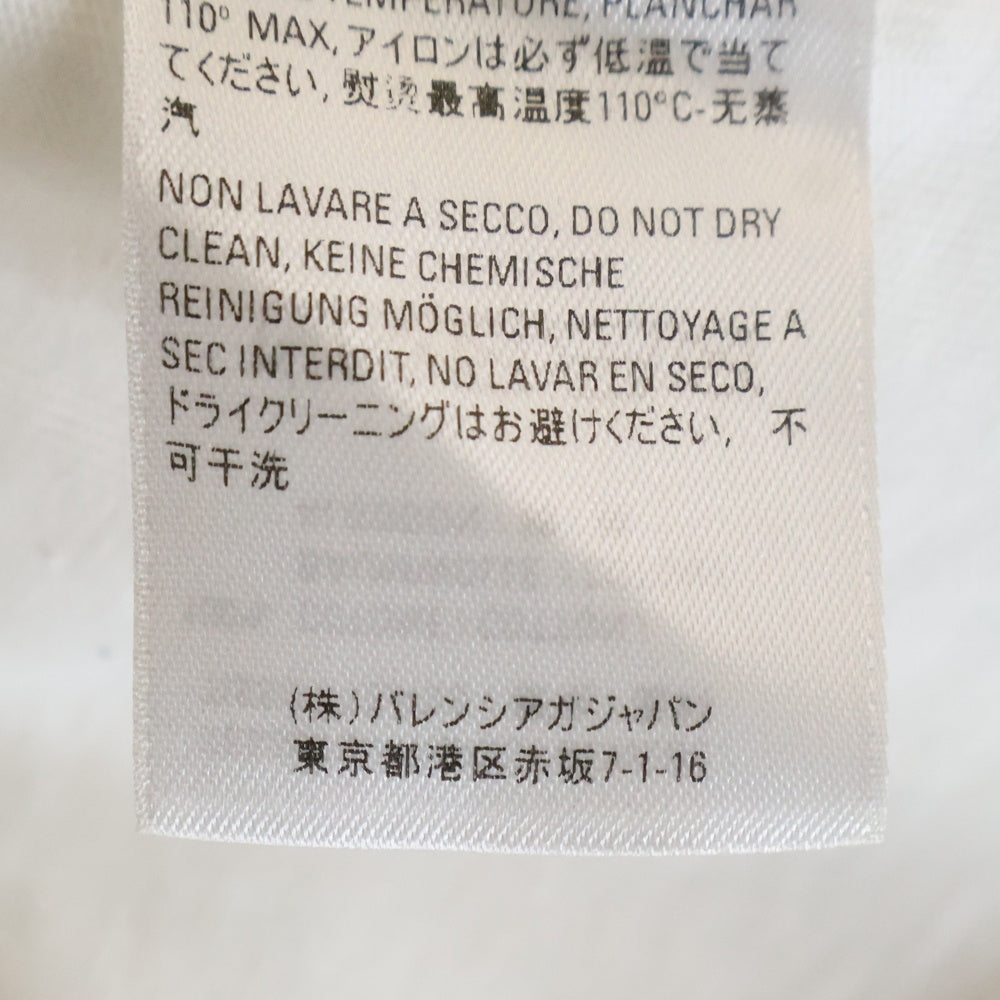 TEMPERATURE, PLANCHAR
110° MAX, アイロンは必ず低温で当て
てください, 熨烫最高温度110°C-无蒸
汽
NON LAVARE A SECCO, DO NOT DRY
CLEAN, KEINE CHEMISCHE
REINIGUNG MÖGLICH, NETTOYAGE A
SEC INTERDIT, NO LAVAR EN SECO,
ドライクリーニングはお避けください, 不
可干洗
(株)バレンシアガジャパン
東京都港区赤坂7-1-16